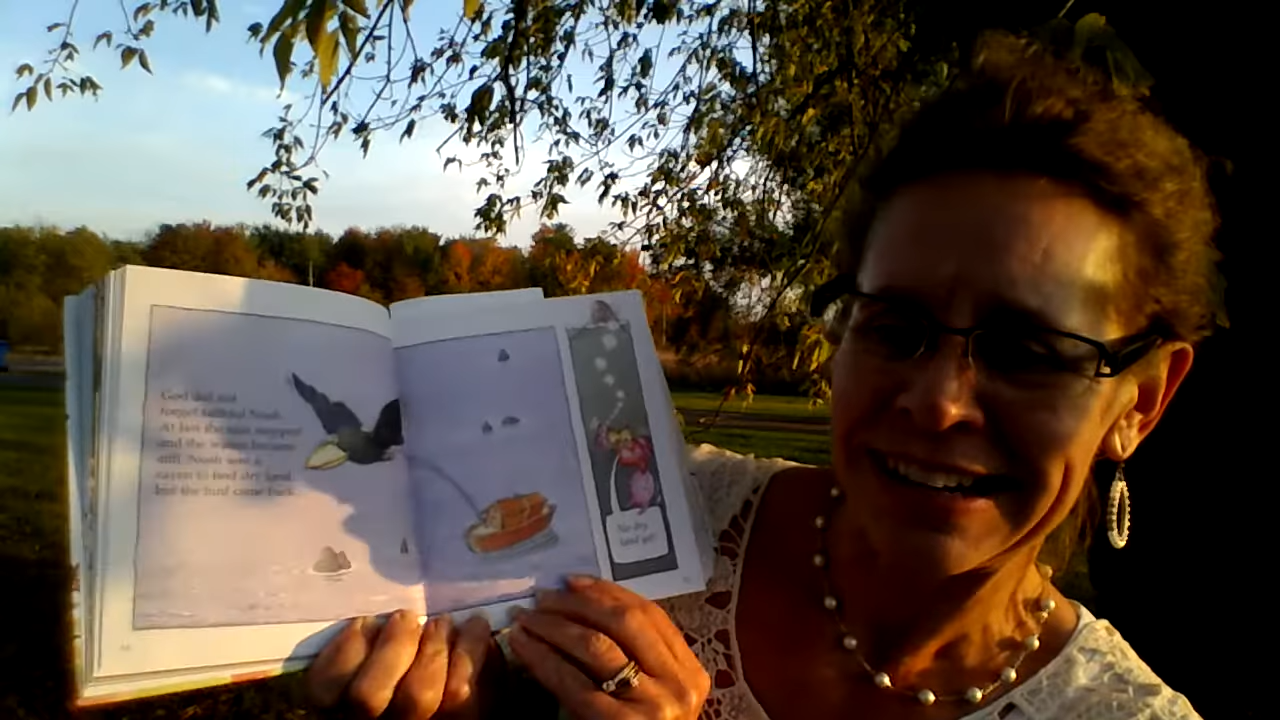 God did not
forget faithful Noah.
At last the rain stopped
and the water became
still. Noah sent a
raven to find dry land,
but the bird came back.
No dry
land yet!